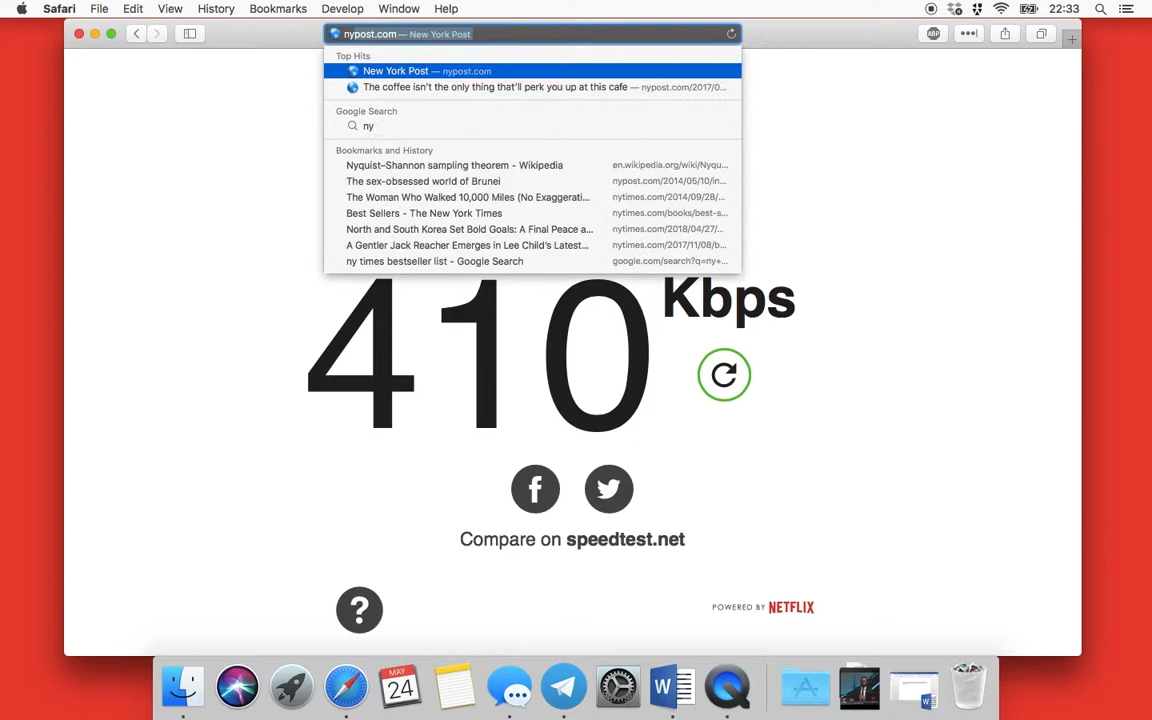 Safari File Edit View History Bookmarks Develop Window Help 22:33
nypost.com — New York Post
ABP
Top Hits
New York Post — nypost.com
The coffee isn't the only thing that'll perk you up at this cafe — nypost.com/2017/0...
Google Search
ny
Bookmarks and History
Nyquist–Shannon sampling theorem - Wikipedia en.wikipedia.org/wiki/Nyqu...
The sex-obsessed world of Brunei nypost.com/2014/05/10/in...
The Woman Who Walked 10,000 Miles (No Exaggerati... nytimes.com/2014/09/28/...
Best Sellers - The New York Times nytimes.com/books/best-s...
North and South Korea Set Bold Goals: A Final Peace a... nytimes.com/2018/04/27/...
A Gentler Jack Reacher Emerges in Lee Child's Latest... nytimes.com/2017/11/08/b...
ny times bestseller list - Google Search google.com/search?q=ny+...
410 Kbps
Compare on speedtest.net
?
POWERED BY NETFLIX
MAY
24
W
W